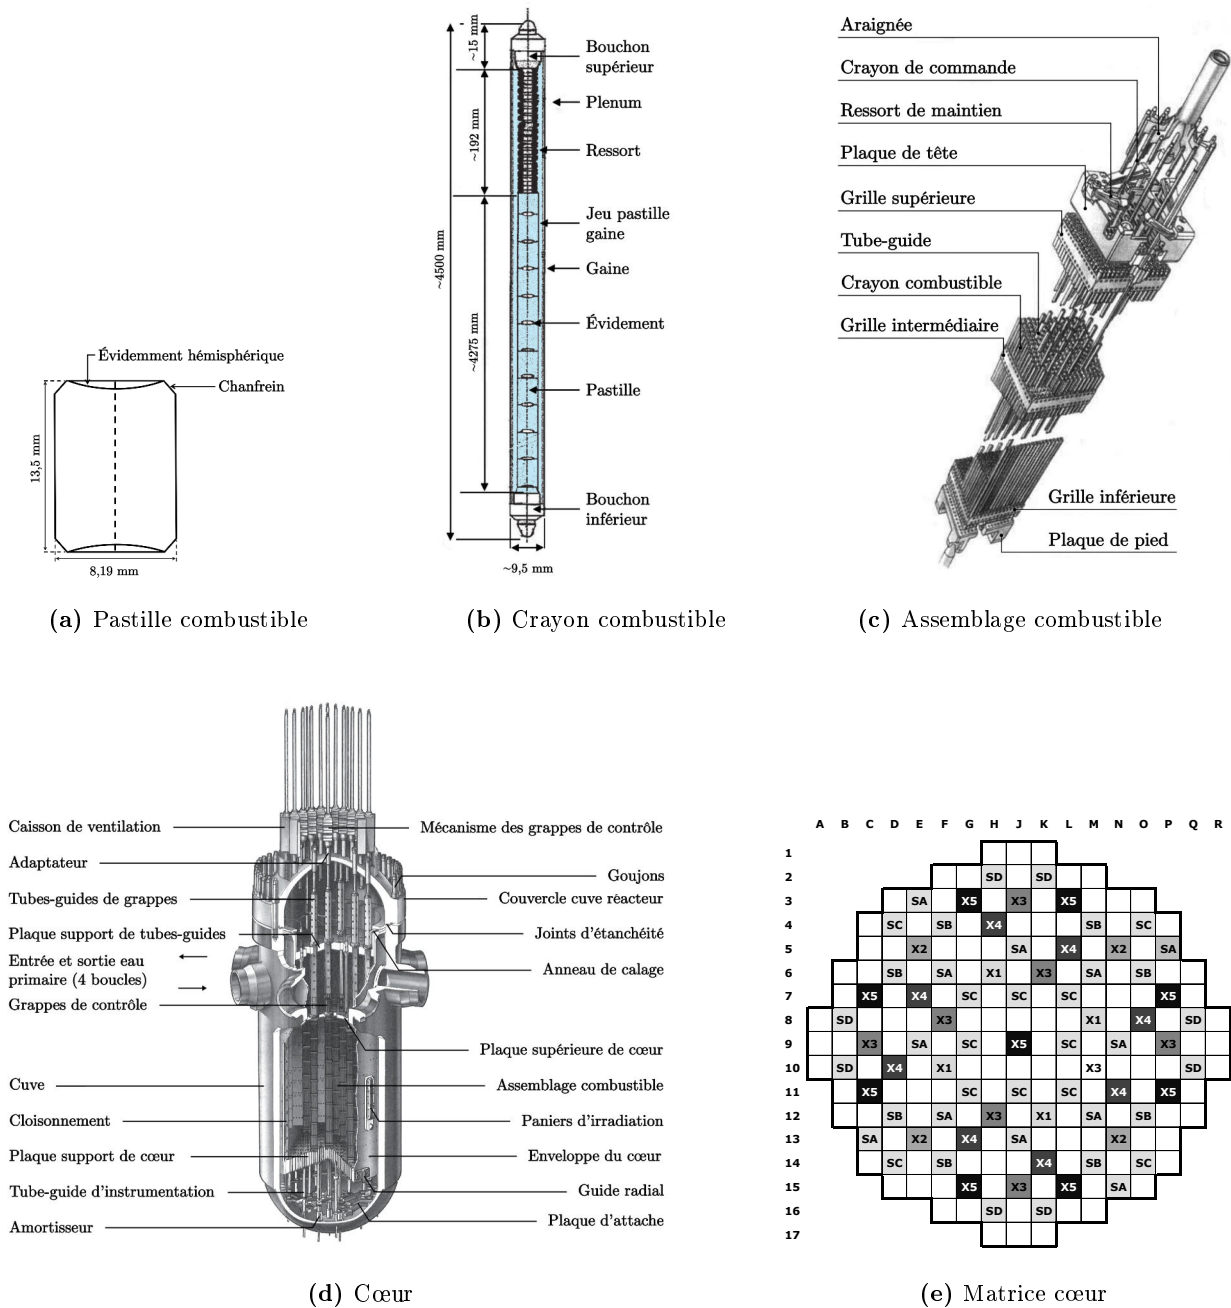 Évidemment hémisphérique
Chanfrein
13,5 mm
8,19 mm
(a) Pastille combustible
~15 mm
~192 mm
~4500 mm
~4275 mm
~9,5 mm
Bouchon
supérieur
Plenum
Ressort
Jeu pastille
gaine
Gaine
Évidement
Pastille
Bouchon
inférieur
(b) Crayon combustible
Araignée
Crayon de commande
Ressort de maintien
Plaque de tête
Grille supérieure
Tube-guide
Crayon combustible
Grille intermédiaire
Grille inférieure
Plaque de pied
(c) Assemblage combustible
Caisson de ventilation
Adaptateur
Tubes-guides de grappes
Plaque support de tubes-guides
Entrée et sortie eau
primaire (4 boucles)
Grappes de contrôle
Cuve
Cloisonnement
Plaque support de cœur
Tube-guide d'instrumentation
Amortisseur
Mécanisme des grappes de contrôle
Goujons
Couvercle cuve réacteur
Joints d'étanchéité
Anneau de calage
Plaque supérieure de cœur
Assemblage combustible
Paniers d'irradiation
Enveloppe du cœur
Guide radial
Plaque d'attache
(d) Cœur
A B C D E F G H J K L M N O P Q R
1
2 SD SD
3 SA X5 X3 X5
4 SC SB X4 SB SC
5 X2 SA X4 X2 SA
6 SB SA X1 X3 SA SB
7 X5 X4 SC SC SC X5
8 SD X3 X1 X4 SD
9 X3 SA SC X5 SC SA X3
10 SD X4 X1 X3 SD
11 X5 SC SC SC X4 X5
12 SB SA X3 X1 SA SB
13 SA X2 X4 SA X2
14 SC SB X4 SB SC
15 X5 X3 X5 SA
16 SD SD
17
(e) Matrice cœur